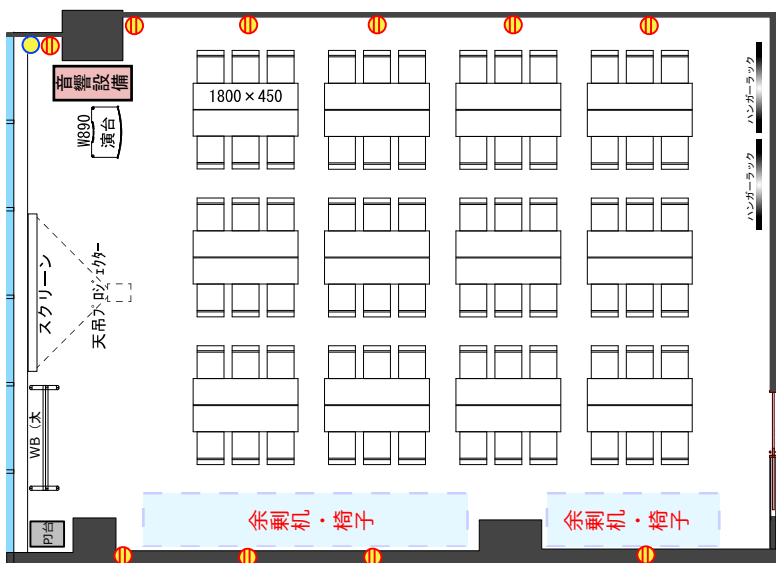 音響設備
1800×450
W890
演台
ハンガーラック
ハンガーラック
スクリーン
天吊プロジェクター
WB（太
PJ台
余剰机・椅子
余剰机・椅子